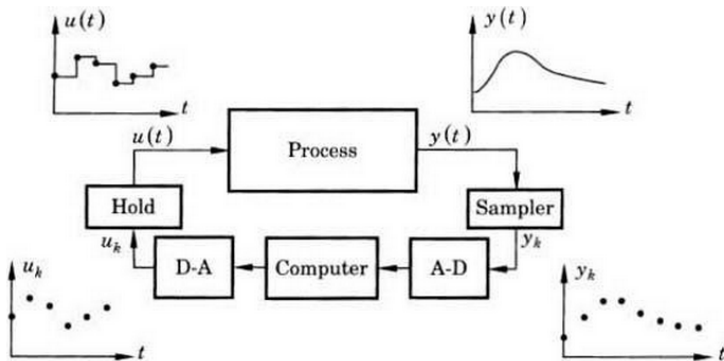 u(t)
y(t)
t
t
u(t)
Process
y(t)
Hold
Sampler
u_k
D-A
Computer
A-D
y_k
u_k
y_k
t
t